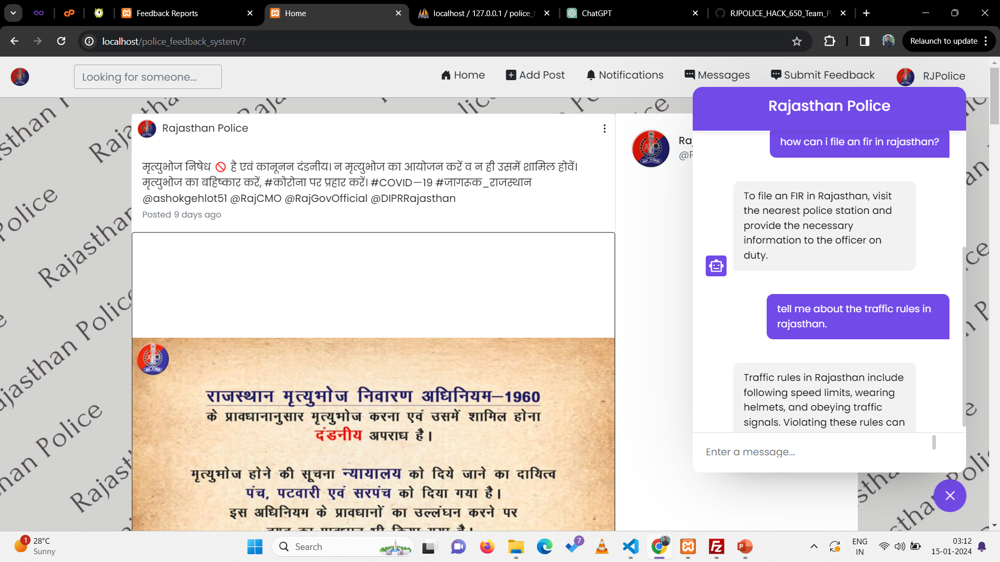 Feedback Reports
Home
localhost / 127.0.0.1 / police_f
ChatGPT
RJPOLICE_HACK_650_Team_P
localhost/police_feedback_system/?
Relaunch to update
Looking for someone...
Home
Add Post
Notifications
Messages
Submit Feedback
RJPolice
Rajasthan Police
मृत्युभोज निषेध 🚫 है एवं कानूनन दंडनीय। न मृत्युभोज का आयोजन करें व न ही उसमें शामिल होवें।
मृत्युभोज का बहिष्कार करें, #कोरोना पर प्रहार करें। #COVID—19 #जागरूक_राजस्थान
@ashokgehlot51 @RajCMO @RajGovOfficial @DIPRRajasthan
Posted 9 days ago
राजस्थान मृत्युभोज निवारण अधिनियम—1960
के प्रावधानानुसार मृत्युभोज करना एवं उसमें शामिल होना
दंडनीय अपराध है।
मृत्युभोज होने की सूचना न्यायालय को दिये जाने का दायित्व
पंच, पटवारी एवं सरपंच को दिया गया है।
इस अधिनियम के प्रावधानों का उल्लंघन करने पर
Ra
@R
Rajasthan Police
how can i file an fir in rajasthan?
To file an FIR in Rajasthan, visit
the nearest police station and
provide the necessary
information to the officer on
duty.
tell me about the traffic rules in
rajasthan.
Traffic rules in Rajasthan include
following speed limits, wearing
helmets, and obeying traffic
signals. Violating these rules can
Enter a message...
Rajasthan Police
1
28°C
Sunny
Search
7
ENG
IN
03:12
15-01-2024